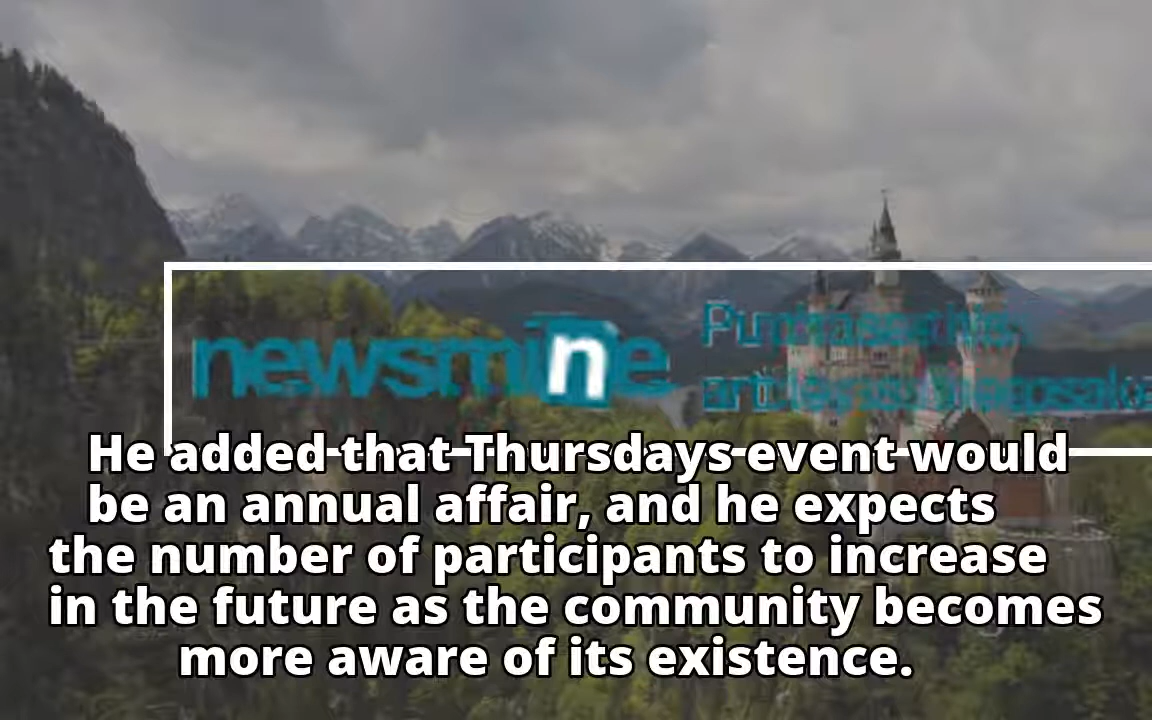 newsmine
He added that Thursdays event would
be an annual affair, and he expects
the number of participants to increase
in the future as the community becomes
more aware of its existence.